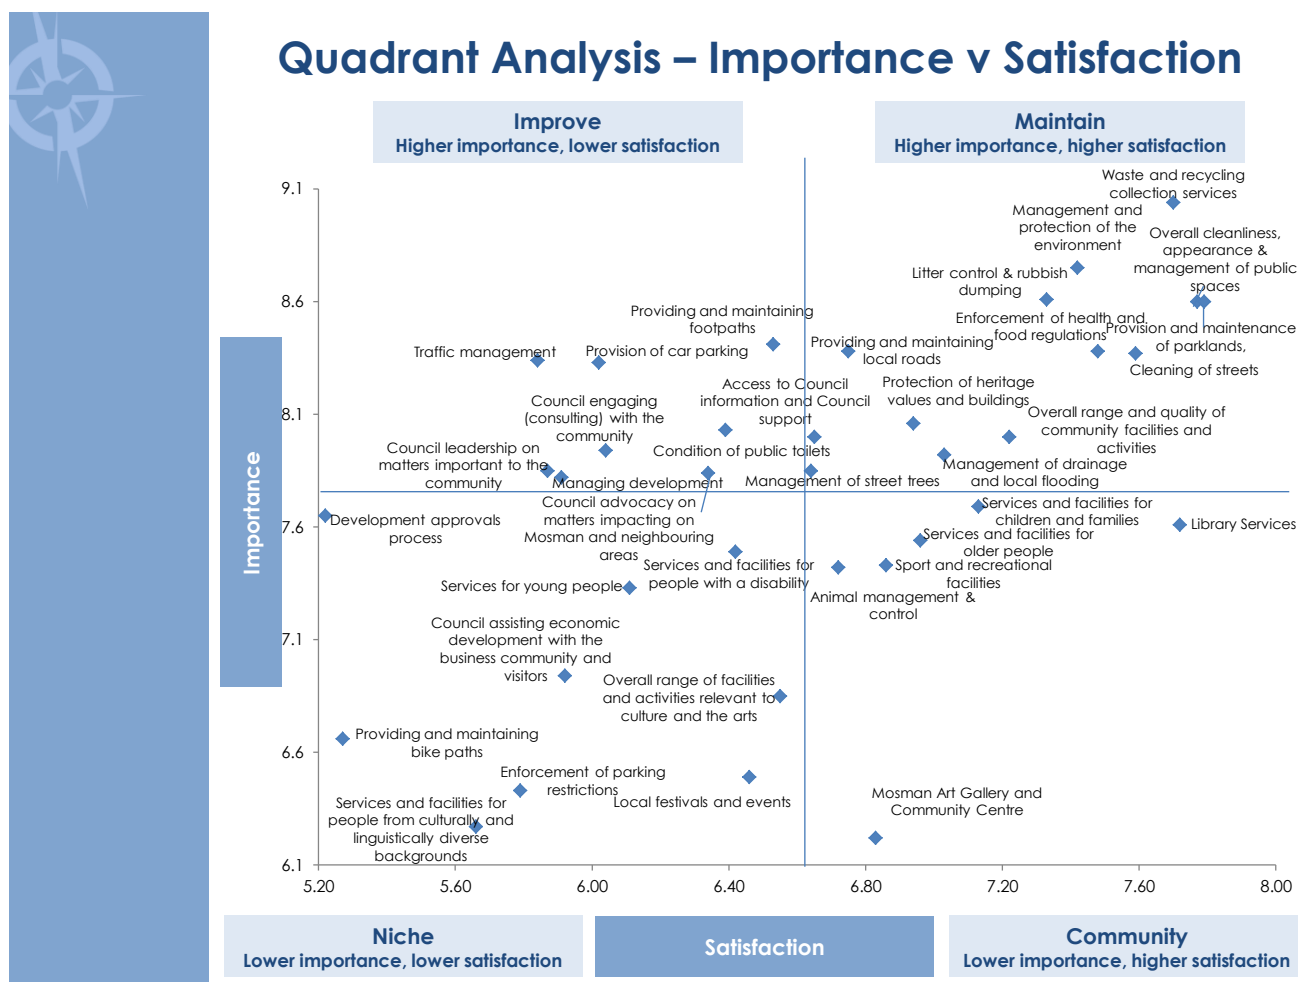 Quadrant Analysis – Importance v Satisfaction
Improve
Higher importance, lower satisfaction
Maintain
Higher importance, higher satisfaction
9.1
8.6
8.1
7.6
7.1
6.6
6.1
Importance
Waste and recycling
collection services
Management and
protection of the
environment
Overall cleanliness,
appearance &
management of public
spaces
Litter control & rubbish
dumping
Enforcement of health and
food regulations
Provision and maintenance
of parklands,
Cleaning of streets
Providing and maintaining
footpaths
Traffic management
Provision of car parking
Providing and maintaining
local roads
Access to Council
information and Council
support
Protection of heritage
values and buildings
Council engaging
(consulting) with the
community
Overall range and quality of
community facilities and
activities
Council leadership on
matters important to the
community
Condition of public toilets
Managing development
Management of street trees
Management of drainage
and local flooding
Council advocacy on
matters impacting on
Mosman and neighbouring
areas
Development approvals
process
Services and facilities for
children and families
Library Services
Services and facilities for
older people
Services and facilities for
people with a disability
Sport and recreational
facilities
Services for young people
Animal management &
control
Council assisting economic
development with the
business community and
visitors
Overall range of facilities
and activities relevant to
culture and the arts
Providing and maintaining
bike paths
Enforcement of parking
restrictions
Local festivals and events
Services and facilities for
people from culturally and
linguistically diverse
backgrounds
Mosman Art Gallery and
Community Centre
5.20
5.60
6.00
6.40
6.80
7.20
7.60
8.00
Niche
Lower importance, lower satisfaction
Satisfaction
Community
Lower importance, higher satisfaction